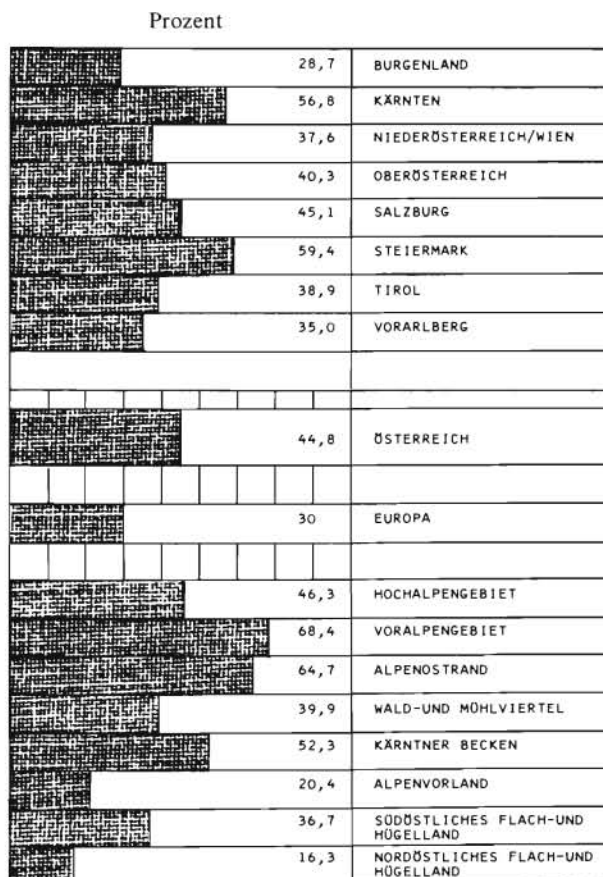 Prozent
28,7 BURGENLAND
56,8 KÄRNTEN
37,6 NIEDERÖSTERREICH/WIEN
40,3 OBERÖSTERREICH
45,1 SALZBURG
59,4 STEIERMARK
38,9 TIROL
35,0 VORARLBERG
44,8 ÖSTERREICH
30 EUROPA
46,3 HOCHALPENGEBIET
68,4 VORALPENGEBIET
64,7 ALPENOSTRAND
39,9 WALD-UND MÜHLVIERTEL
52,3 KÄRNTNER BECKEN
20,4 ALPENVORLAND
36,7 SÜDÖSTLICHES FLACH-UND
HÜGELLAND
16,3 NORDÖSTLICHES FLACH-UND
HÜGELLAND